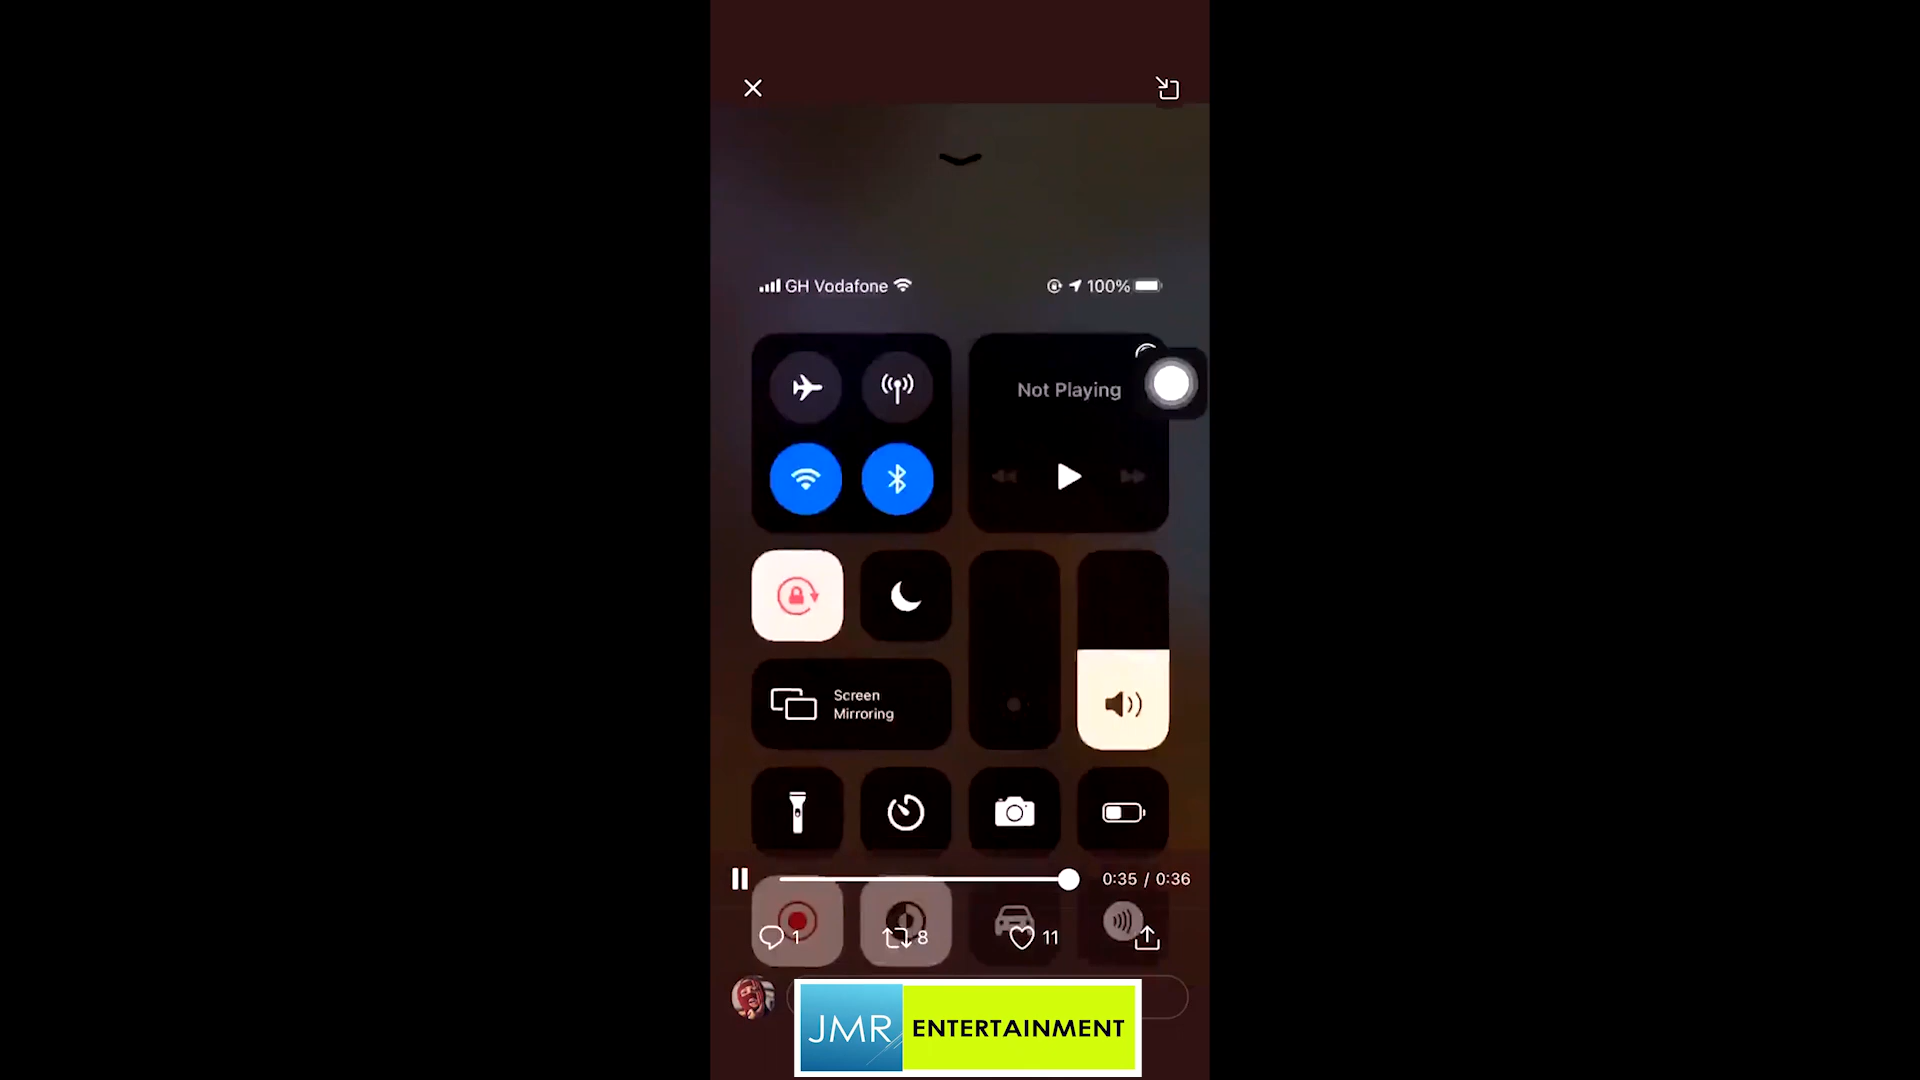 GH Vodafone
100%
Not Playing
Screen
Mirroring
0:35 / 0:36
1
8
11
JMR ENTERTAINMENT